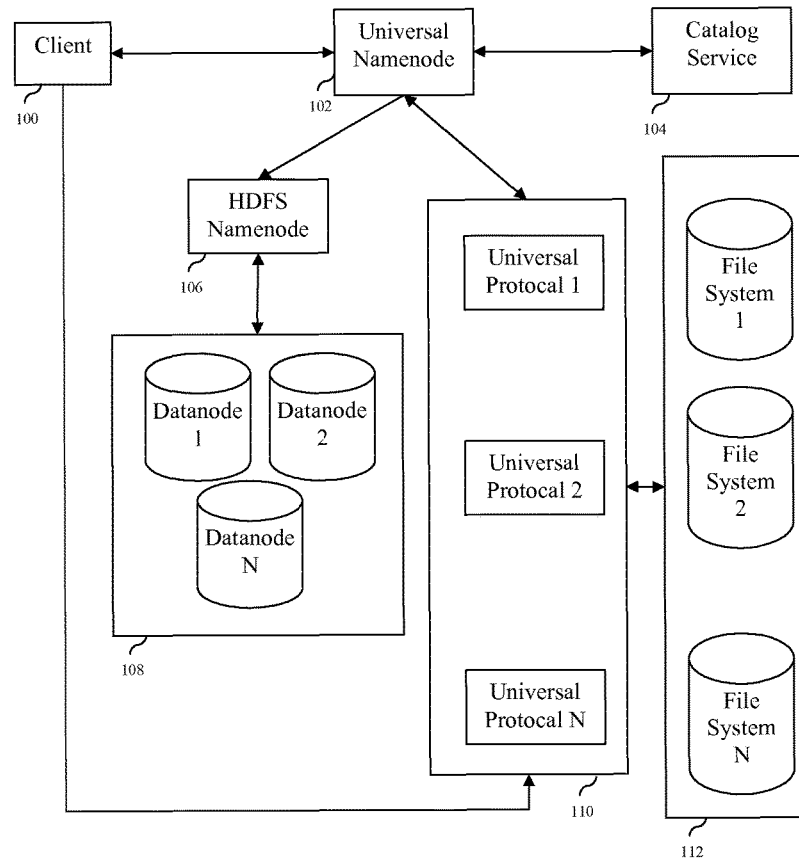 Client
100
Universal
Namenode
102
Catalog
Service
104
HDFS
Namenode
106
Datanode
1
Datanode
2
Datanode
N
108
Universal
Protocal 1
Universal
Protocal 2
Universal
Protocal N
110
File
System
1
File
System
2
File
System
N
112